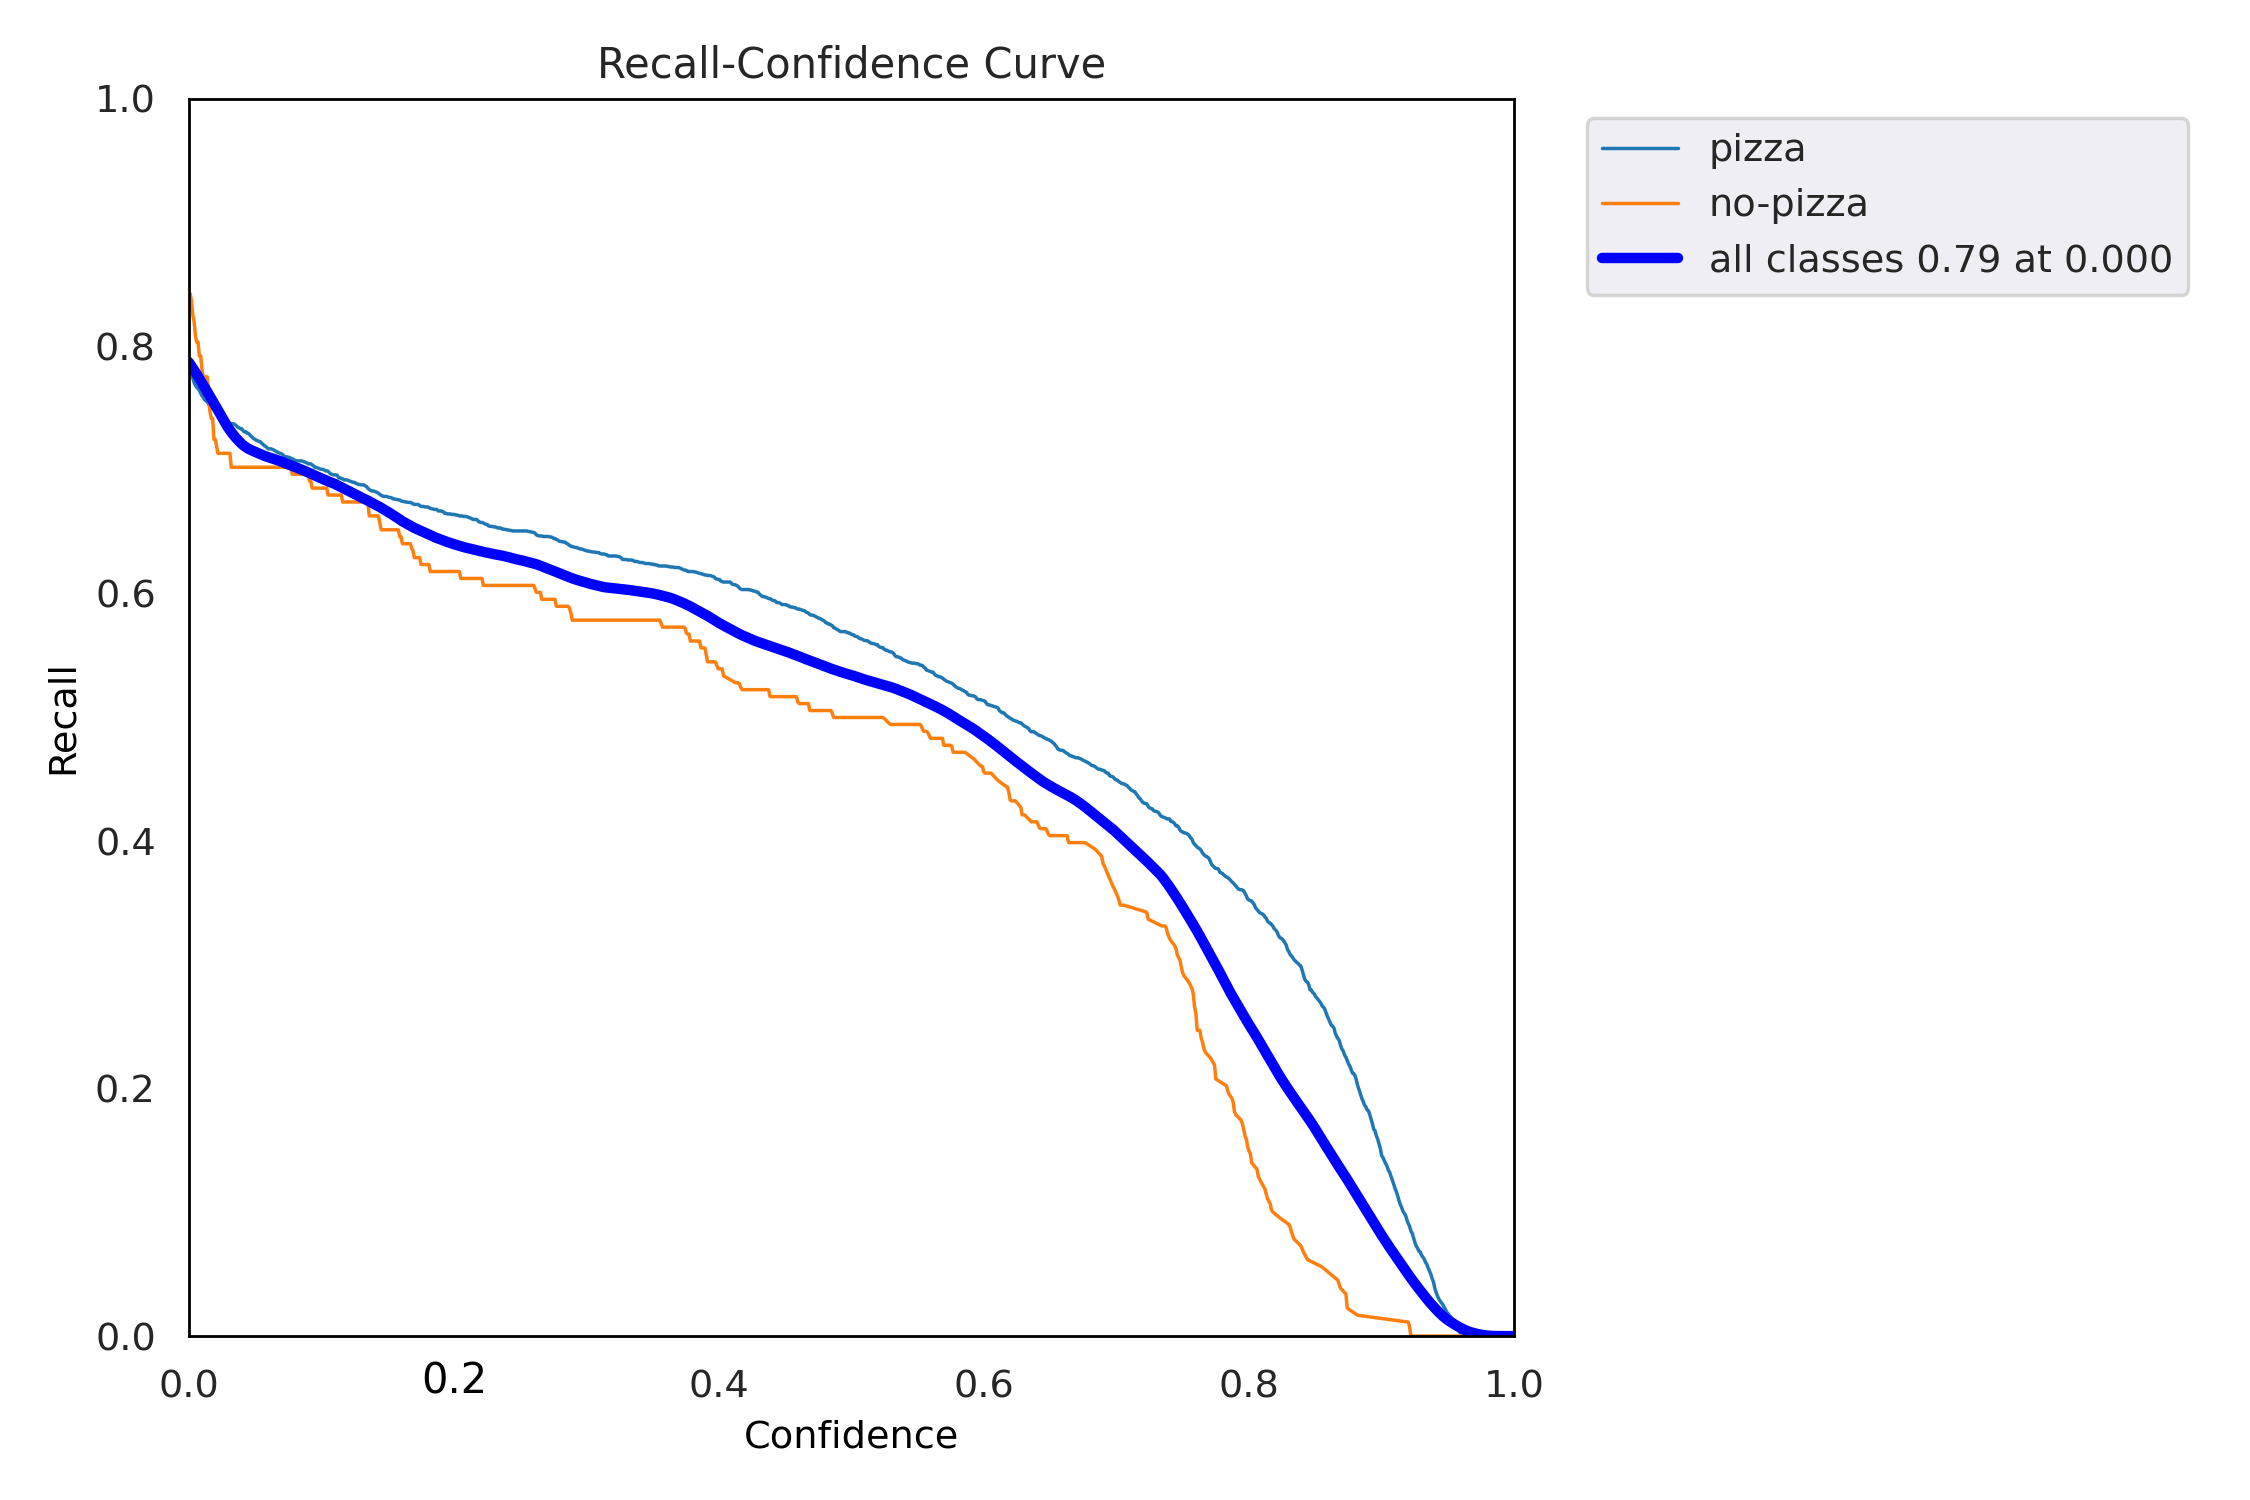 Recall-Confidence Curve
1.0
0.8
0.6
0.4
0.2
0.0
Recall
0.0 0.2 0.4 0.6 0.8 1.0
Confidence
pizza
no-pizza
all classes 0.79 at 0.000